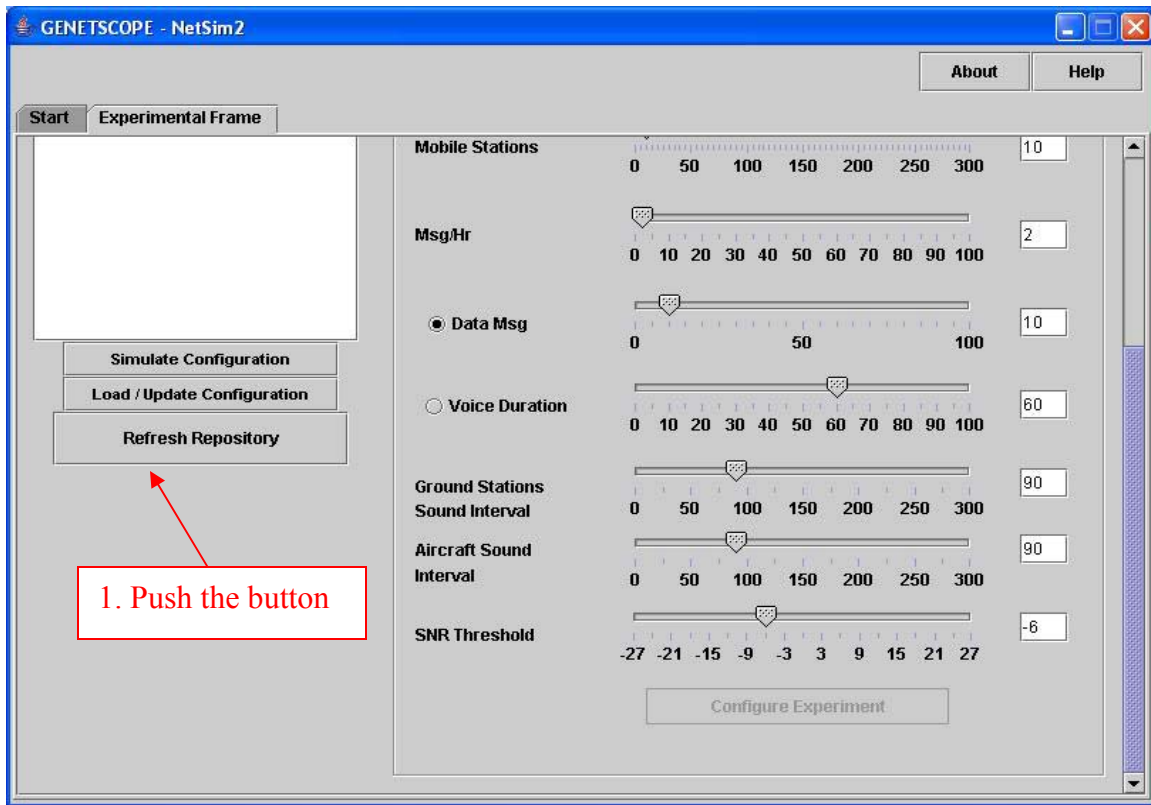 GENETSCOPE - NetSim2
About Help
Start Experimental Frame
Mobile Stations 10
0 50 100 150 200 250 300
Msg/Hr 2
0 10 20 30 40 50 60 70 80 90 100
Data Msg 10
0 50 100
Simulate Configuration
Load / Update Configuration
Refresh Repository
Voice Duration 60
0 10 20 30 40 50 60 70 80 90 100
Ground Stations
Sound Interval
90
0 50 100 150 200 250 300
Aircraft Sound
Interval
90
0 50 100 150 200 250 300
1. Push the button
SNR Threshold -6
-27 -21 -15 -9 -3 3 9 15 21 27
Configure Experiment